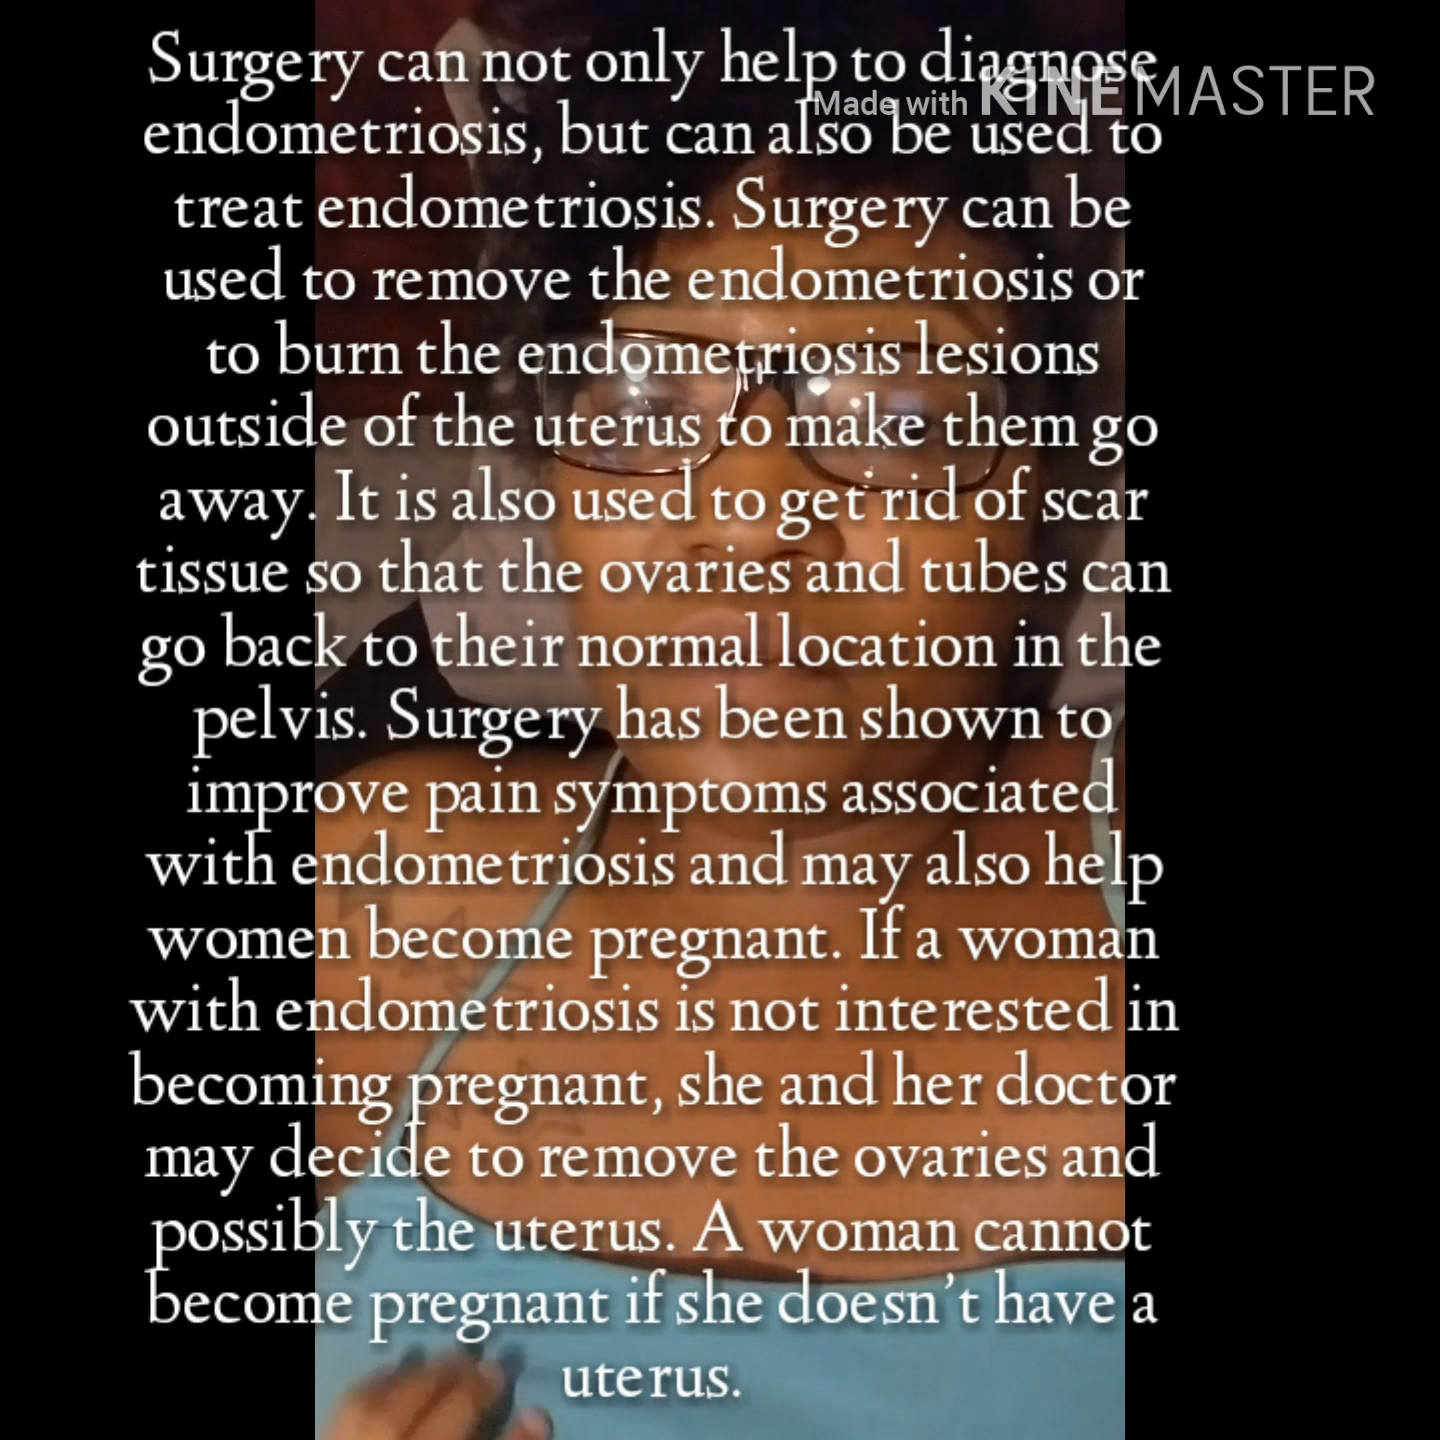 Surgery can not only help to diagnose
Made with KINEMASTER
endometriosis, but can also be used to
treat endometriosis. Surgery can be
used to remove the endometriosis or
to burn the endometriosis lesions
outside of the uterus to make them go
away. It is also used to get rid of scar
tissue so that the ovaries and tubes can
go back to their normal location in the
pelvis. Surgery has been shown to
improve pain symptoms associated
with endometriosis and may also help
women become pregnant. If a woman
with endometriosis is not interested in
becoming pregnant, she and her doctor
may decide to remove the ovaries and
possibly the uterus. A woman cannot
become pregnant if she doesn’t have a
uterus.